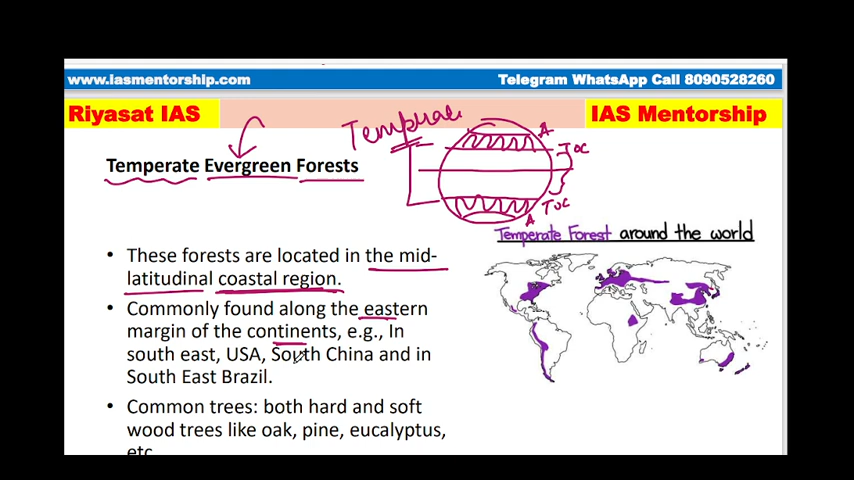 www.iasmentorship.com
Telegram WhatsApp Call 8090528260
Riyasat IAS
IAS Mentorship
Temperate
A
TOC
TOC
A
Temperate Evergreen Forests
Temperate Forest around the world
• These forests are located in the mid-
latitudinal coastal region.
• Commonly found along the eastern
margin of the continents, e.g., In
south east, USA, South China and in
South East Brazil.
• Common trees: both hard and soft
wood trees like oak, pine, eucalyptus,
etc